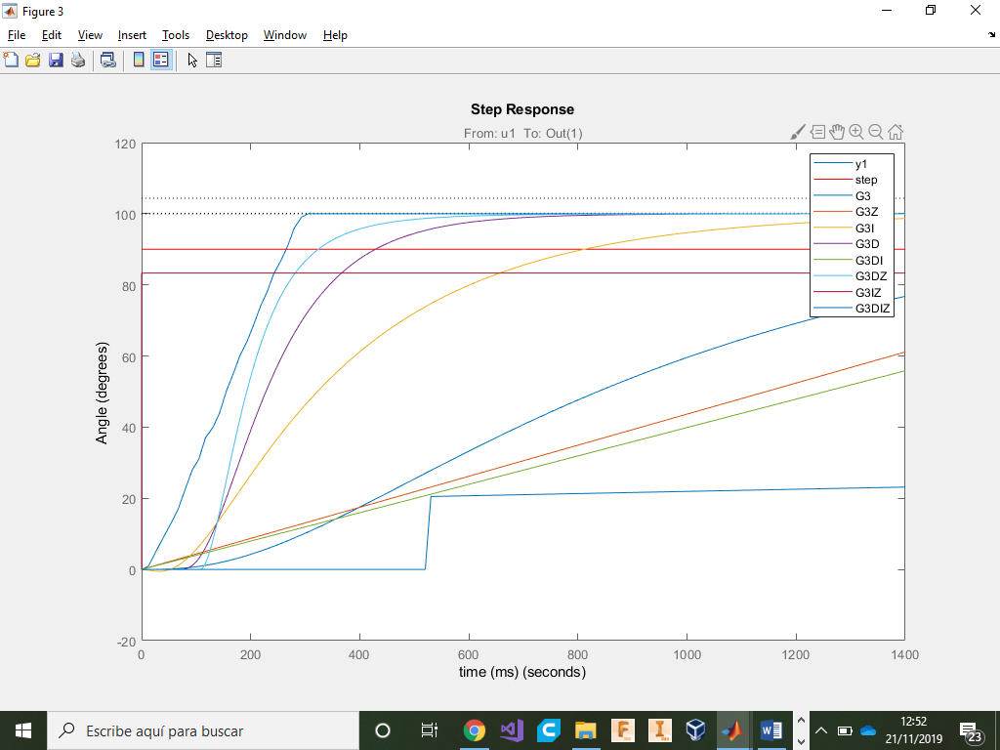 Figure 3
File Edit View Insert Tools Desktop Window Help
Step Response
From: u1 To: Out(1)
120
100
80
60
40
20
0
-20
Angle (degrees)
y1
step
G3
G3Z
G3I
G3D
G3DI
G3DZ
G3IZ
G3DIZ
0 200 400 600 800 1000 1200 1400
time (ms) (seconds)
Escribe aquí para buscar
12:52
21/11/2019
23